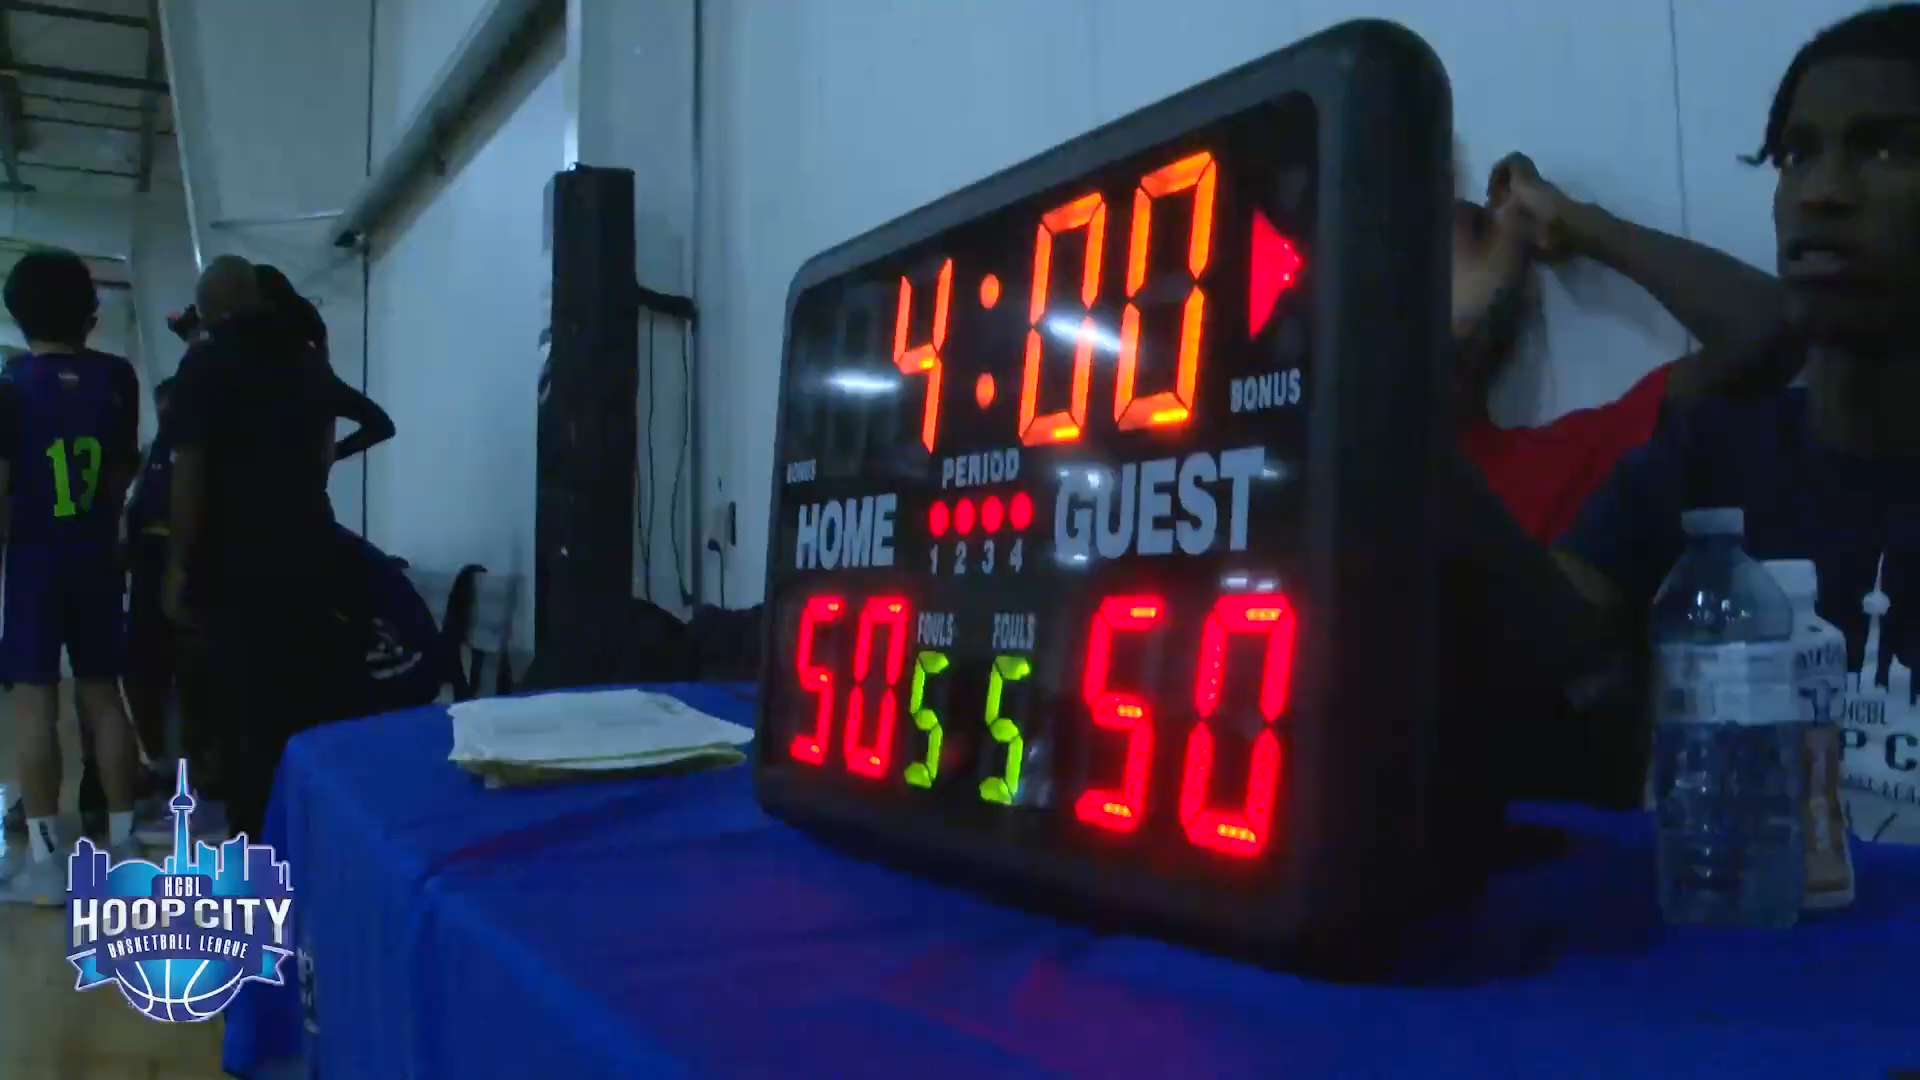 4:00
BONUS
BONUS
PERIOD
HOME
GUEST
1 2 3 4
FOULS
FOULS
50
5
5
50
13
HCBL
P C
HCBL
HOOP CITY
BASKETBALL LEAGUE